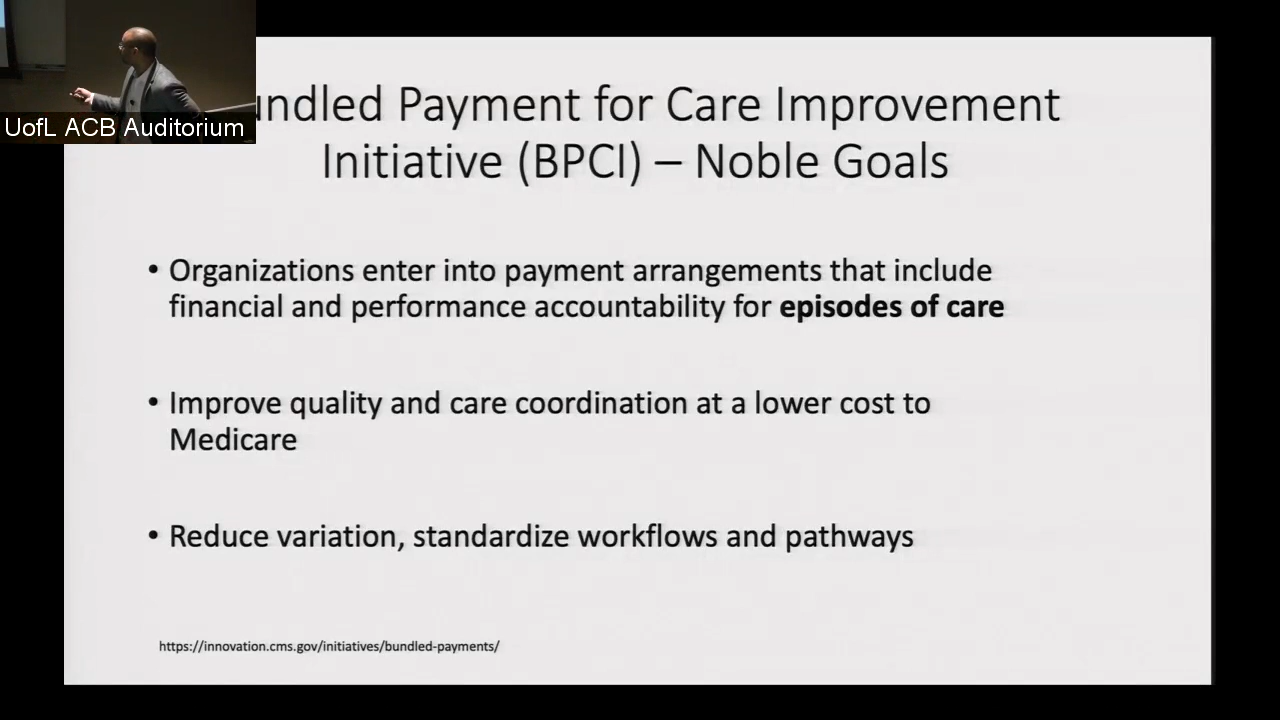 UofL ACB Auditorium
undled Payment for Care Improvement
Initiative (BPCI) – Noble Goals
• Organizations enter into payment arrangements that include
financial and performance accountability for episodes of care
• Improve quality and care coordination at a lower cost to
Medicare
• Reduce variation, standardize workflows and pathways
https://innovation.cms.gov/initiatives/bundled-payments/